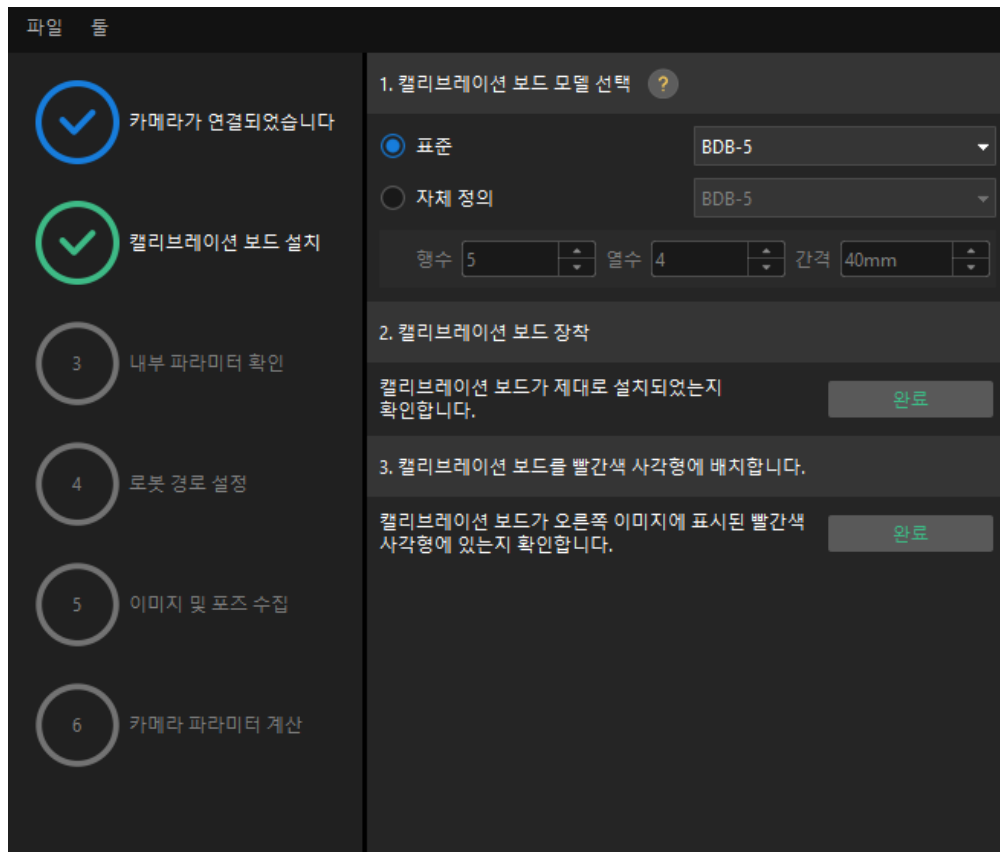 파일 툴
카메라가 연결되었습니다
캘리브레이션 보드 설치
3 내부 파라미터 확인
4 로봇 경로 설정
5 이미지 및 포즈 수집
6 카메라 파라미터 계산
1. 캘리브레이션 보드 모델 선택 ?
표준 BDB-5
자체 정의 BDB-5
행수 5 열수 4 간격 40mm
2. 캘리브레이션 보드 장착
캘리브레이션 보드가 제대로 설치되었는지
확인합니다.
완료
3. 캘리브레이션 보드를 빨간색 사각형에 배치합니다.
캘리브레이션 보드가 오른쪽 이미지에 표시된 빨간색
사각형에 있는지 확인합니다.
완료